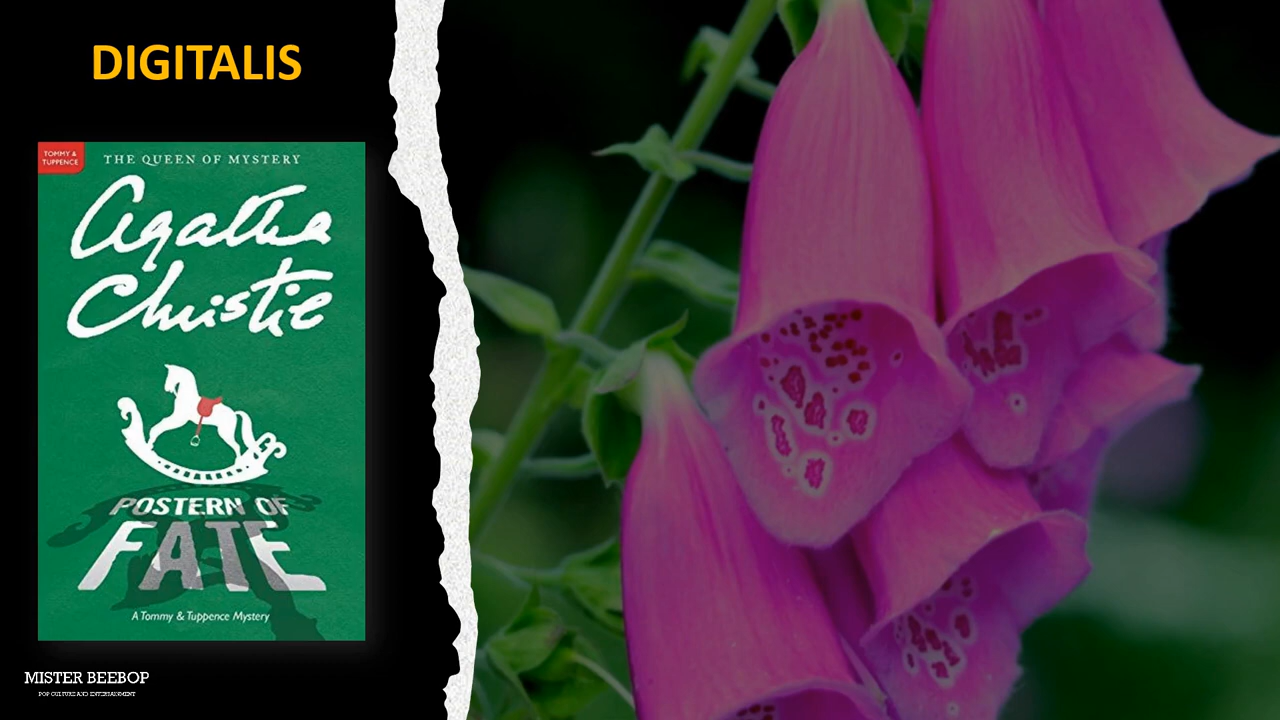 DIGITALIS
TOMMY &
TUPPENCE
THE QUEEN OF MYSTERY
Agatha
Christie
POSTERN OF
FATE
A Tommy & Tuppence Mystery
MISTER BEEBOP
POP CULTURE AND ENTERTAINMENT